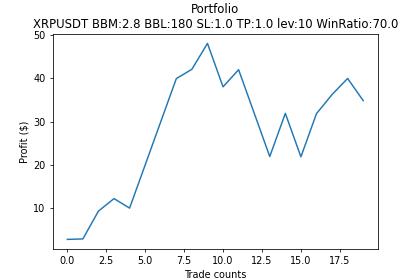 Portfolio
XRPUSDT BBM:2.8 BBL:180 SL:1.0 TP:1.0 lev:10 WinRatio:70.0
50
40
30
20
10
Profit ($)
0.0 2.5 5.0 7.5 10.0 12.5 15.0 17.5
Trade counts